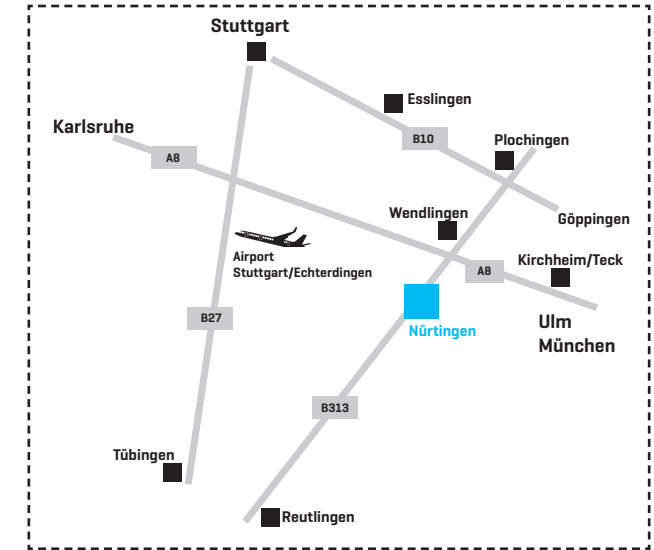 Stuttgart
Esslingen
Karlsruhe
B10
Plochingen
A8
Wendlingen
Göppingen
Airport
Stuttgart/Echterdingen
Kirchheim/Teck
A8
B27
Nürtingen
Ulm
München
B313
Tübingen
Reutlingen